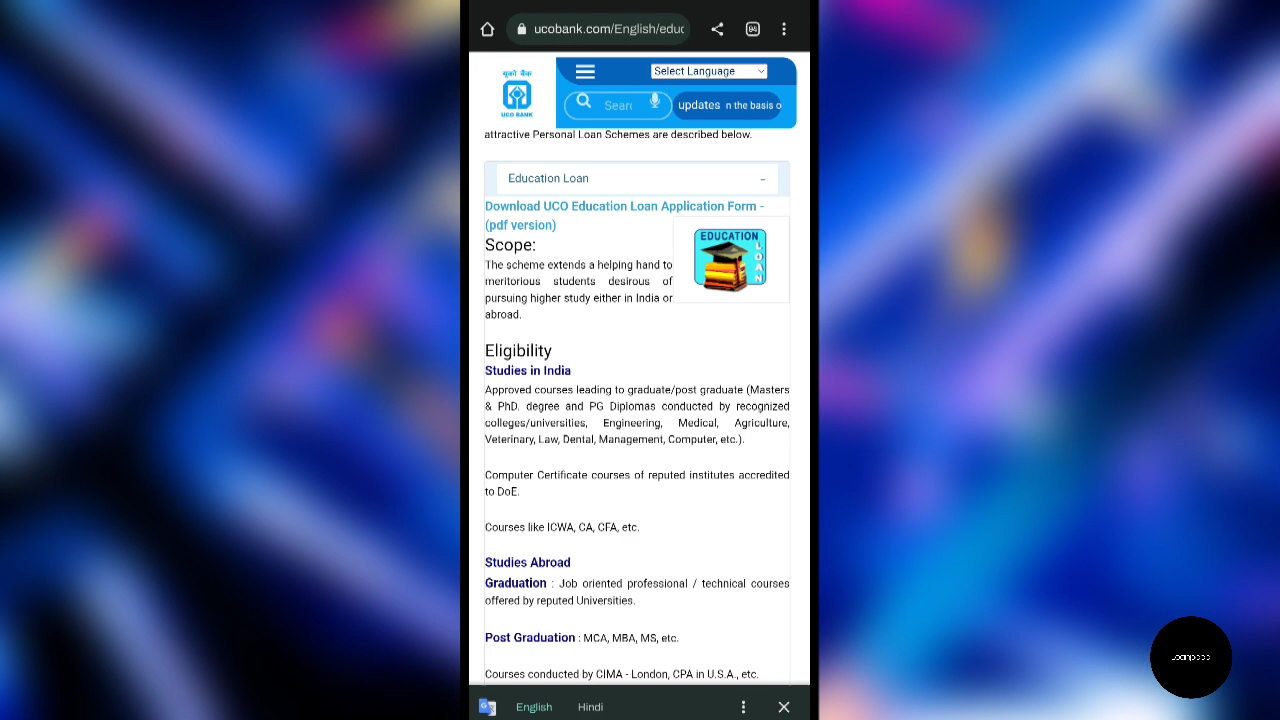 ucobank.com/English/educ
94
यूको बैंक
UCO BANK
Select Language
Searc
updates
n the basis o
attractive Personal Loan Schemes are described below.
Education Loan
-
Download UCO Education Loan Application Form -
(pdf version)
EDUCATION
LOAN
Scope:
The scheme extends a helping hand to
meritorious students desirous of
pursuing higher study either in India or
abroad.
Eligibility
Studies in India
Approved courses leading to graduate/post graduate (Masters
& PhD. degree and PG Diplomas conducted by recognized
colleges/universities, Engineering, Medical, Agriculture,
Veterinary, Law, Dental, Management, Computer, etc.).
Computer Certificate courses of reputed institutes accredited
to DoE.
Courses like ICWA, CA, CFA, etc.
Studies Abroad
Graduation : Job oriented professional / technical courses
offered by reputed Universities.
Post Graduation : MCA, MBA, MS, etc.
Courses conducted by CIMA - London, CPA in U.S.A., etc.
English
Hindi